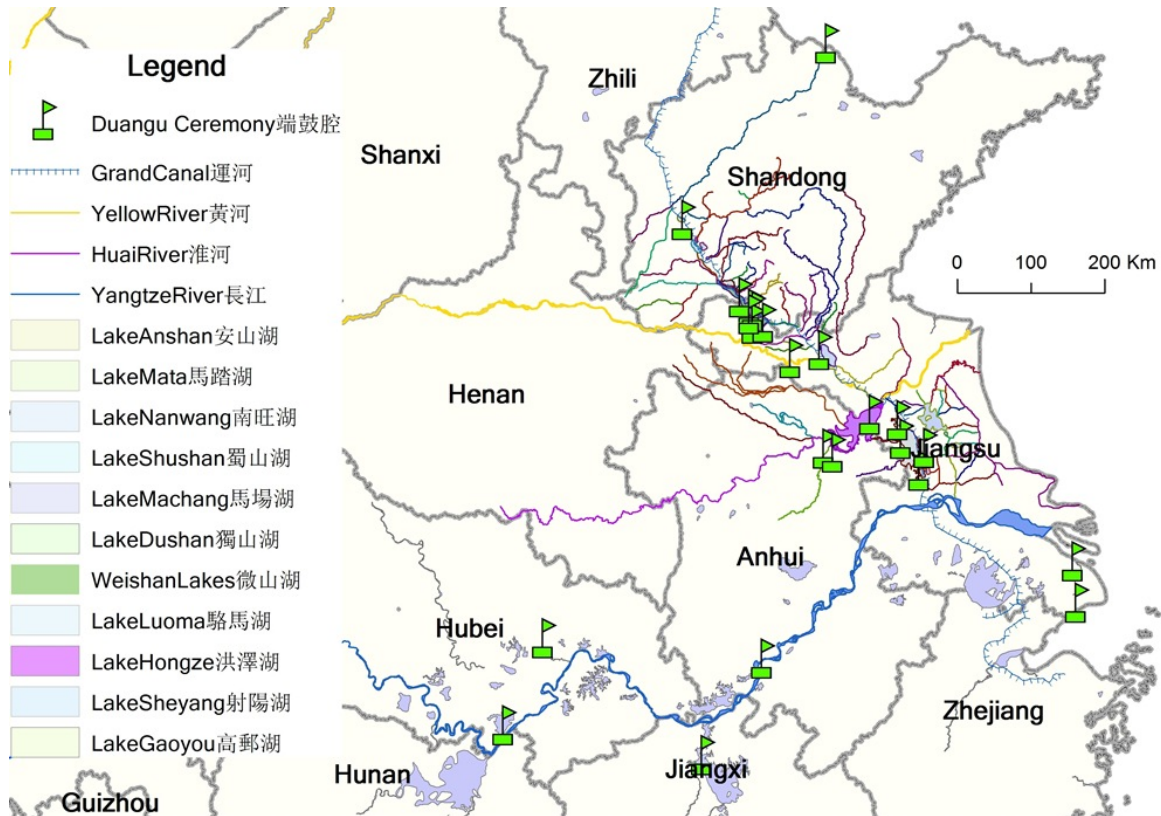 Legend
Duangu Ceremony端鼓腔
GrandCanal運河
YellowRiver黃河
HuaiRiver淮河
YangtzeRiver長江
LakeAnshan安山湖
LakeMata馬踏湖
LakeNanwang南旺湖
LakeShushan蜀山湖
LakeMachang馬場湖
LakeDushan獨山湖
WeishanLakes微山湖
LakeLuoma駱馬湖
LakeHongze洪澤湖
LakeSheyang射陽湖
LakeGaoyou高郵湖
Zhili
Shanxi
Shandong
0 100 200 Km
Henan
Jiangsu
Anhui
Hubei
Zhejiang
Hunan
Jiangxi
Guizhou